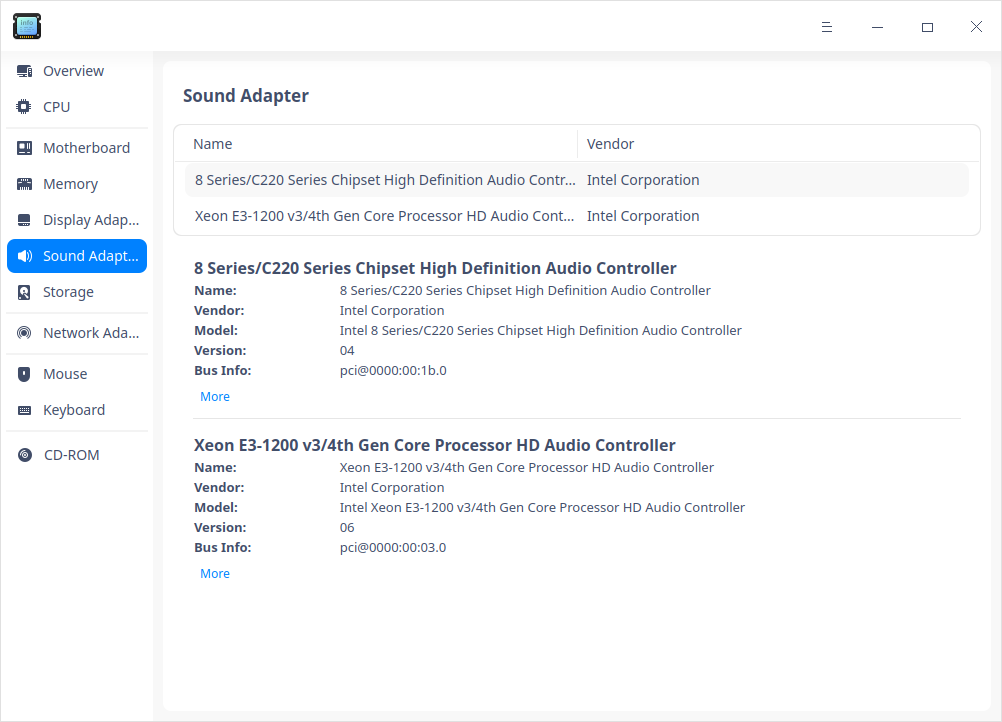 info
Overview
CPU
Motherboard
Memory
Display Adap...
Sound Adapt...
Storage
Network Ada...
Mouse
Keyboard
CD-ROM
Sound Adapter
Name Vendor
8 Series/C220 Series Chipset High Definition Audio Contr... Intel Corporation
Xeon E3-1200 v3/4th Gen Core Processor HD Audio Cont... Intel Corporation
8 Series/C220 Series Chipset High Definition Audio Controller
Name: 8 Series/C220 Series Chipset High Definition Audio Controller
Vendor: Intel Corporation
Model: Intel 8 Series/C220 Series Chipset High Definition Audio Controller
Version: 04
Bus Info: pci@0000:00:1b.0
More
Xeon E3-1200 v3/4th Gen Core Processor HD Audio Controller
Name: Xeon E3-1200 v3/4th Gen Core Processor HD Audio Controller
Vendor: Intel Corporation
Model: Intel Xeon E3-1200 v3/4th Gen Core Processor HD Audio Controller
Version: 06
Bus Info: pci@0000:00:03.0
More